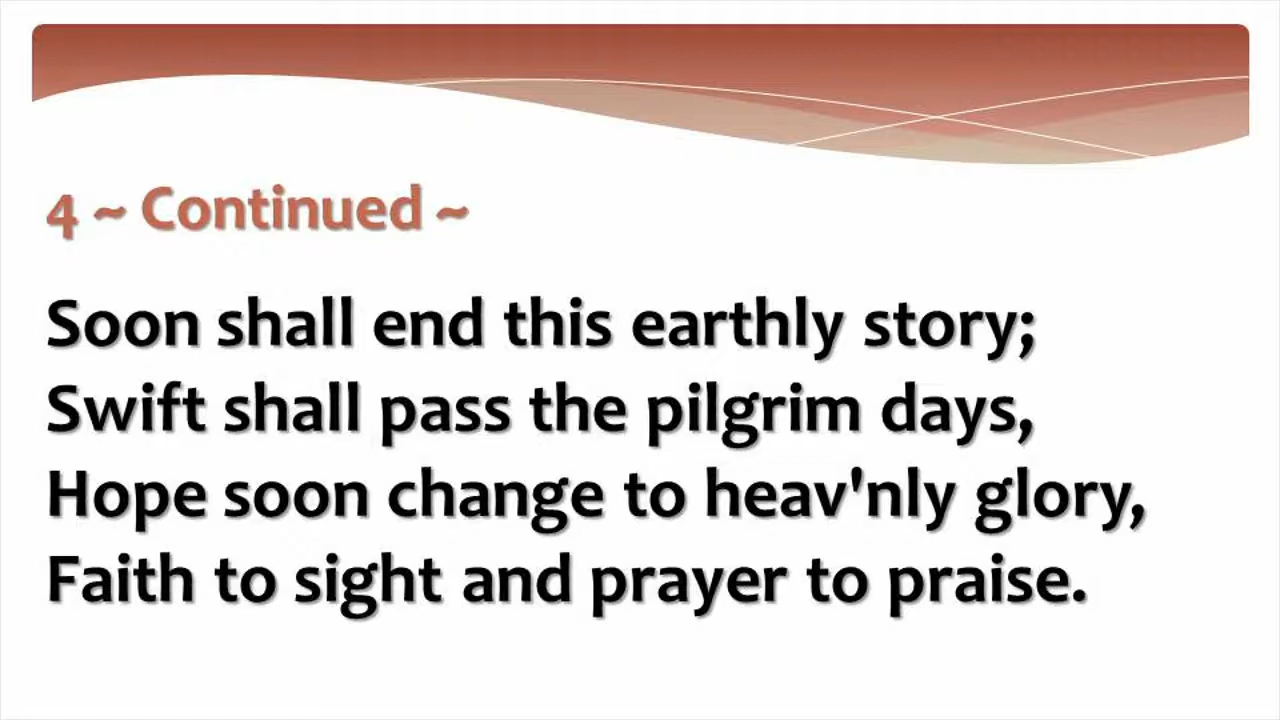 4 ~ Continued ~
Soon shall end this earthly story;
Swift shall pass the pilgrim days,
Hope soon change to heav'nly glory,
Faith to sight and prayer to praise.